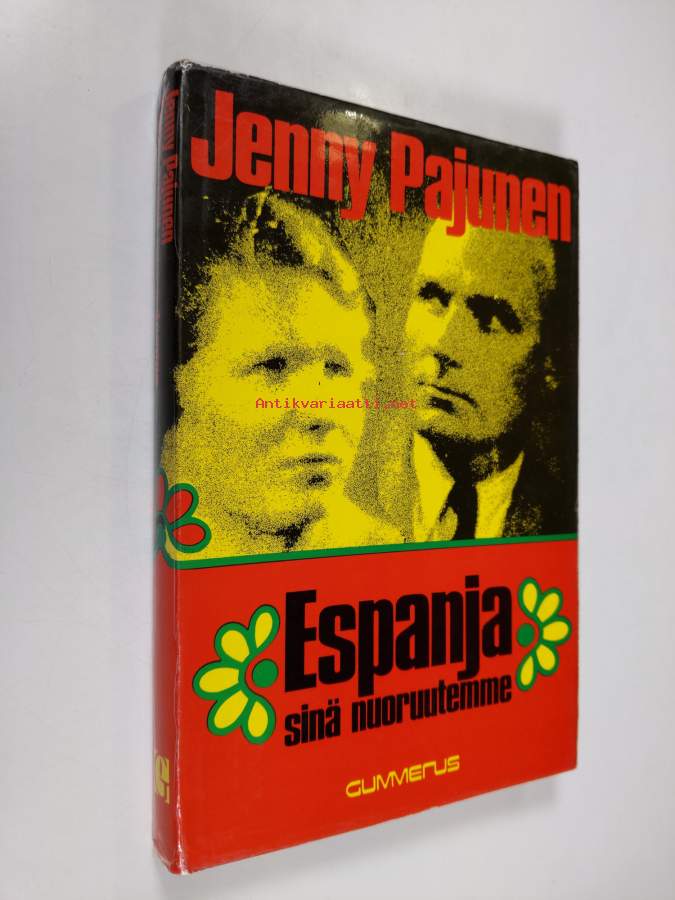 Jenny Pajunen
Jenny Pajunen
Antikvariaatti.net
Espanja
sinä nuoruutemme
GUMMERUS
G